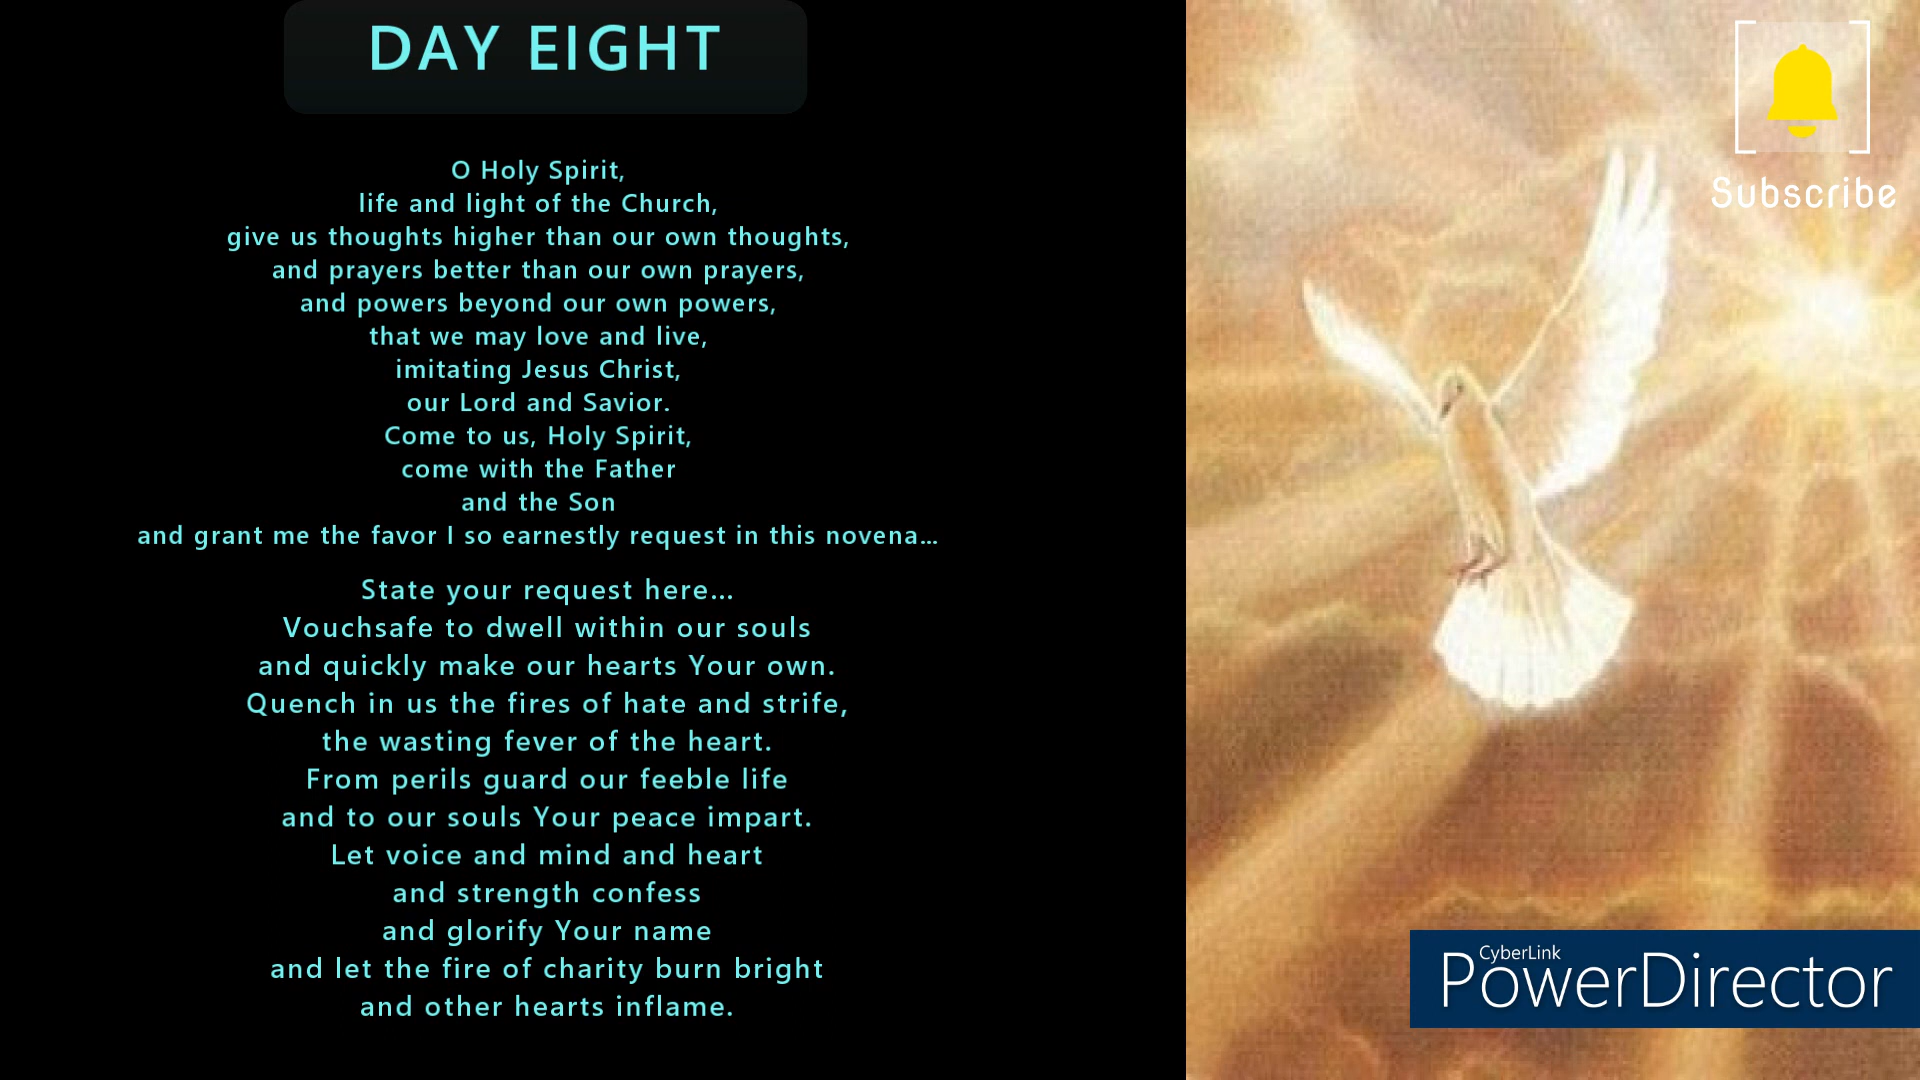 DAY EIGHT
O Holy Spirit,
life and light of the Church,
give us thoughts higher than our own thoughts,
and prayers better than our own prayers,
and powers beyond our own powers,
that we may love and live,
imitating Jesus Christ,
our Lord and Savior.
Come to us, Holy Spirit,
come with the Father
and the Son
and grant me the favor I so earnestly request in this novena...
State your request here...
Vouchsafe to dwell within our souls
and quickly make our hearts Your own.
Quench in us the fires of hate and strife,
the wasting fever of the heart.
From perils guard our feeble life
and to our souls Your peace impart.
Let voice and mind and heart
and strength confess
and glorify Your name
and let the fire of charity burn bright
and other hearts inflame.
Subscribe
CyberLink
PowerDirector